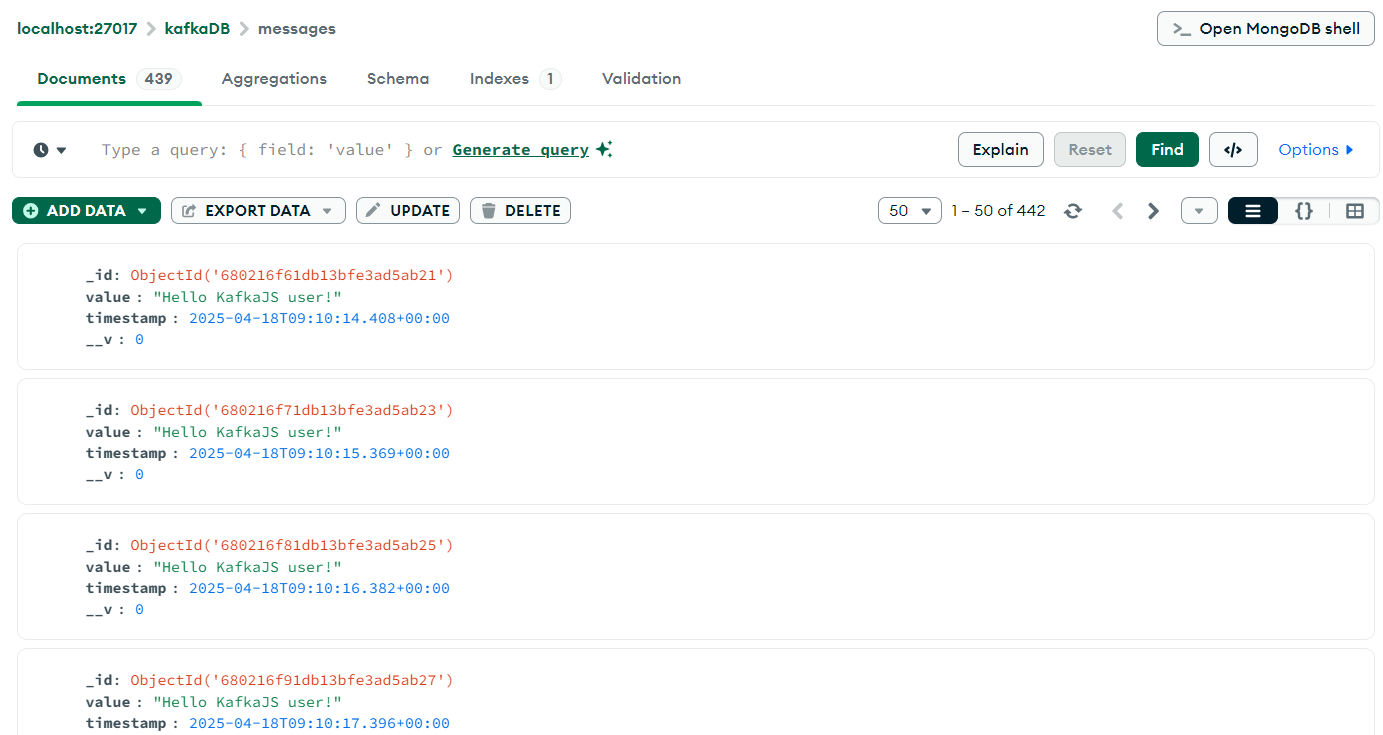 localhost:27017 kafkaDB messages
>_ Open MongoDB shell
Documents 439 Aggregations Schema Indexes 1 Validation
Type a query: { field: 'value' } or Generate query
Explain Reset Find </> Options
ADD DATA EXPORT DATA UPDATE DELETE
50 1 – 50 of 442 {}
_id: ObjectId('680216f61db13bfe3ad5ab21')
value : "Hello KafkaJS user!"
timestamp : 2025-04-18T09:10:14.408+00:00
__v : 0
_id: ObjectId('680216f71db13bfe3ad5ab23')
value : "Hello KafkaJS user!"
timestamp : 2025-04-18T09:10:15.369+00:00
__v : 0
_id: ObjectId('680216f81db13bfe3ad5ab25')
value : "Hello KafkaJS user!"
timestamp : 2025-04-18T09:10:16.382+00:00
__v : 0
_id: ObjectId('680216f91db13bfe3ad5ab27')
value : "Hello KafkaJS user!"
timestamp : 2025-04-18T09:10:17.396+00:00